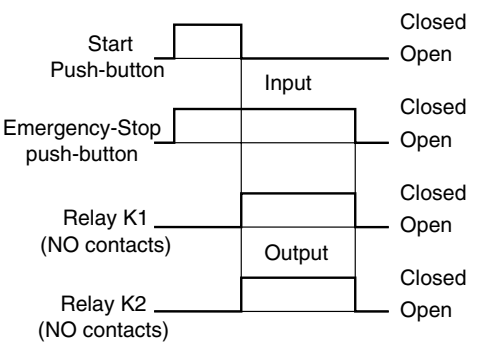 Start
Push-button
Closed
Open
Input
Emergency-Stop
push-button
Closed
Open
Relay K1
(NO contacts)
Closed
Open
Output
Relay K2
(NO contacts)
Closed
Open